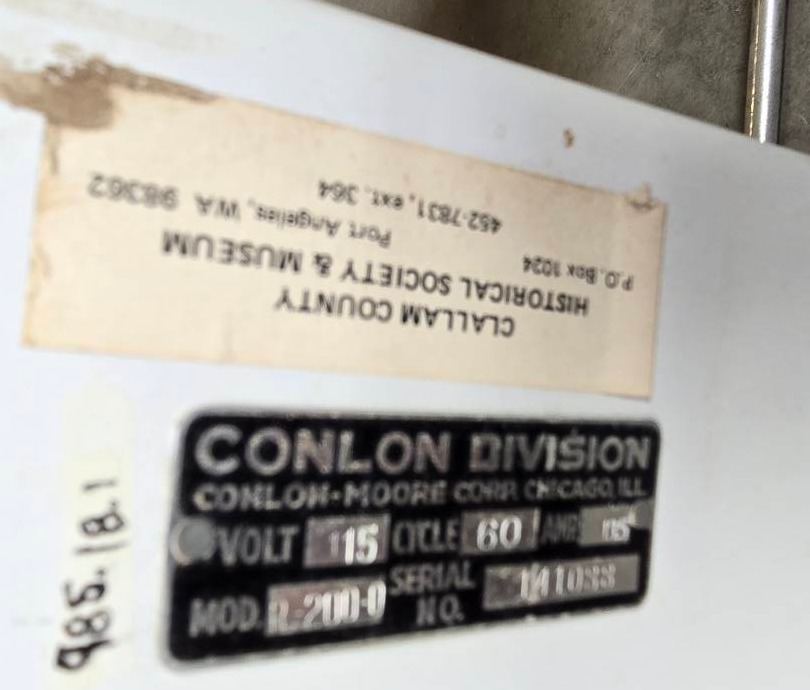 CLALLAM COUNTY
HISTORICAL SOCIETY & MUSEUM
P.O. Box 1024 Port Angeles, WA 98362
452-7831, ext. 364
CONLON DIVISION
CONLON-MOORE CORP. CHICAGO, ILL.
VOLT 115 CYCLE 60 AMP.
MOD. R-200-0 SERIAL NO.
985.18.1